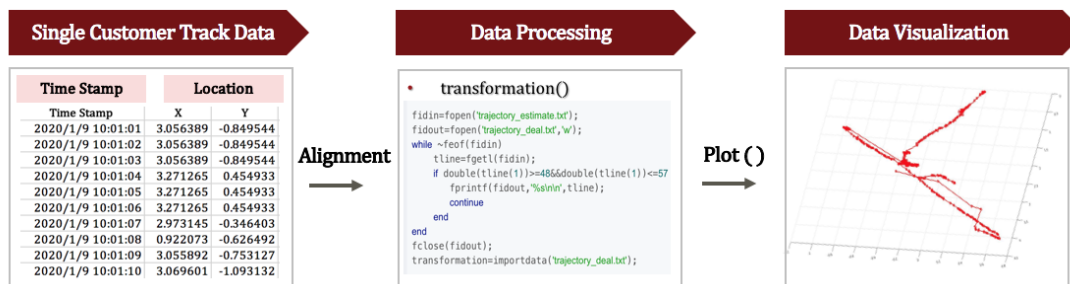 Single Customer Track Data
Data Processing
Data Visualization
Time Stamp Location
Time Stamp X Y
2020/1/9 10:01:01 3.056389 -0.849544
2020/1/9 10:01:02 3.056389 -0.849544
2020/1/9 10:01:03 3.056389 -0.849544
2020/1/9 10:01:04 3.271265 0.454933
2020/1/9 10:01:05 3.271265 0.454933
2020/1/9 10:01:06 3.271265 0.454933
2020/1/9 10:01:07 2.973145 -0.346403
2020/1/9 10:01:08 0.922073 -0.626492
2020/1/9 10:01:09 3.055892 -0.753127
2020/1/9 10:01:10 3.069601 -1.093132
Alignment
• transformation()
fidin=fopen('trajectory_estimate.txt');
fidout=fopen('trajectory_deal.txt','w');
while ~feof(fidin)
tline=fgetl(fidin);
if double(tline(1))>=48&&double(tline(1))<=57
fprintf(fidout,'%s\n\n',tline);
continue
end
end
fclose(fidout);
transformation=importdata('trajectory_deal.txt');
Plot ( )